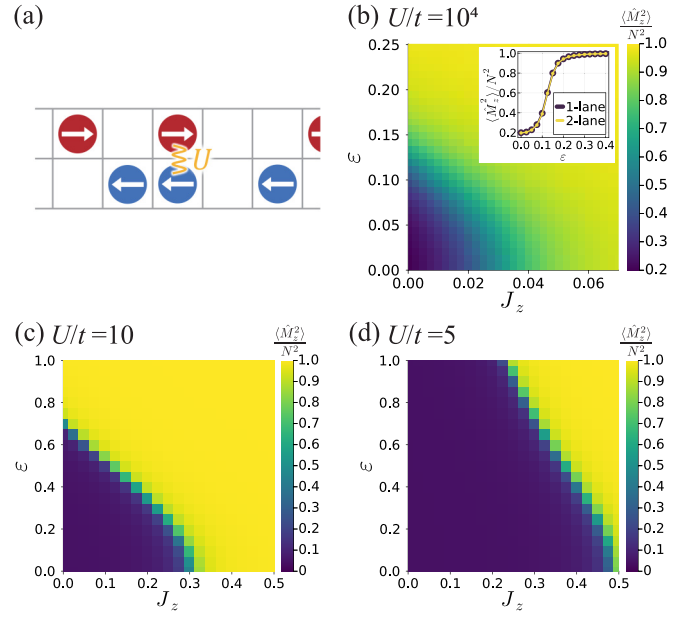 (a)
U
(b) U/t=10⁴
⟨M̂_z²⟩/N²
ε
0.25
0.20
0.15
0.10
0.05
0.00
0.00 0.02 0.04 0.06
J_z
1.0
0.9
0.8
0.7
0.6
0.5
0.4
0.3
0.2
⟨M̂_z²⟩/N²
1.0
0.8
0.6
0.4
0.2
1-lane
2-lane
0.0 0.1 0.2 0.3 0.4
ε
(c) U/t=10
⟨M̂_z²⟩/N²
ε
1.0
0.8
0.6
0.4
0.2
0.0
0.0 0.1 0.2 0.3 0.4 0.5
J_z
1.0
0.9
0.8
0.7
0.6
0.5
0.4
0.3
0.2
0.1
0
(d) U/t=5
⟨M̂_z²⟩/N²
ε
1.0
0.8
0.6
0.4
0.2
0.0
0.0 0.1 0.2 0.3 0.4 0.5
J_z
1.0
0.9
0.8
0.7
0.6
0.5
0.4
0.3
0.2
0.1
0